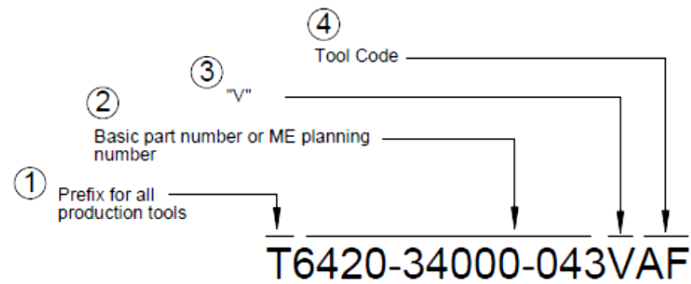 4
Tool Code
3
"V"
2
Basic part number or ME planning
number
1
Prefix for all
production tools
T6420-34000-043VAF